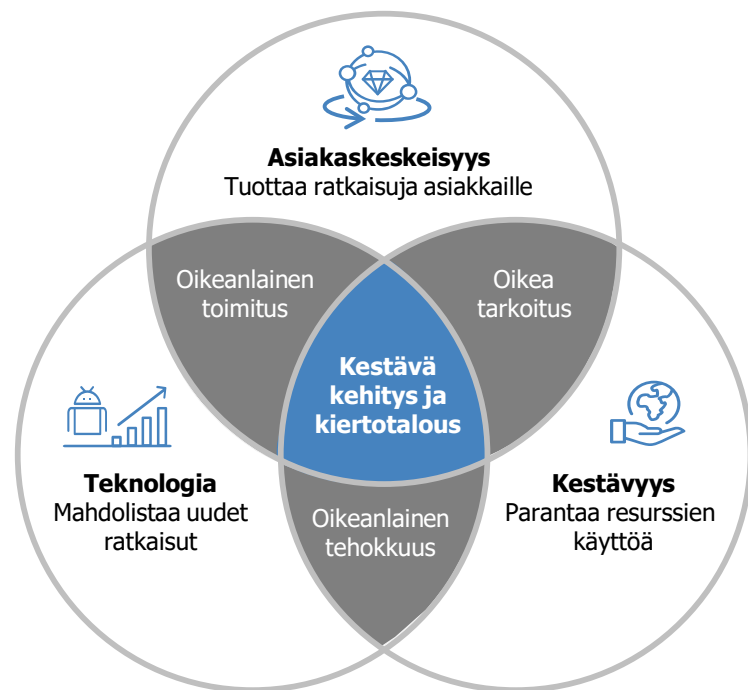 Asiakaskeskeisyys
Tuottaa ratkaisuja asiakkaille
Oikeanlainen
toimitus
Oikea
tarkoitus
Kestävä
kehitys ja
kiertotalous
Teknologia
Mahdolistaa uudet
ratkaisut
Kestävyys
Parantaa resurssien
käyttöä
Oikeanlainen
tehokkuus